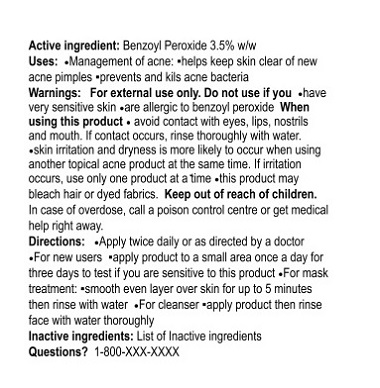 Active ingredient: Benzoyl Peroxide 3.5% w/w
Uses: •Management of acne: •helps keep skin clear of new
acne pimples •prevents and kils acne bacteria
Warnings: For external use only. Do not use if you •have
very sensitive skin •are allergic to benzoyl peroxide When
using this product • avoid contact with eyes, lips, nostrils
and mouth. If contact occurs, rinse thoroughly with water.
•skin irritation and dryness is more likely to occur when using
another topical acne product at the same time. If irritation
occurs, use only one product at a time •this product may
bleach hair or dyed fabrics. Keep out of reach of children.
In case of overdose, call a poison control centre or get medical
help right away.
Directions: •Apply twice daily or as directed by a doctor
•For new users •apply product to a small area once a day for
three days to test if you are sensitive to this product •For mask
treatment: •smooth even layer over skin for up to 5 minutes
then rinse with water •For cleanser •apply product then rinse
face with water thoroughly
Inactive ingredients: List of Inactive ingredients
Questions? 1-800-XXX-XXXX